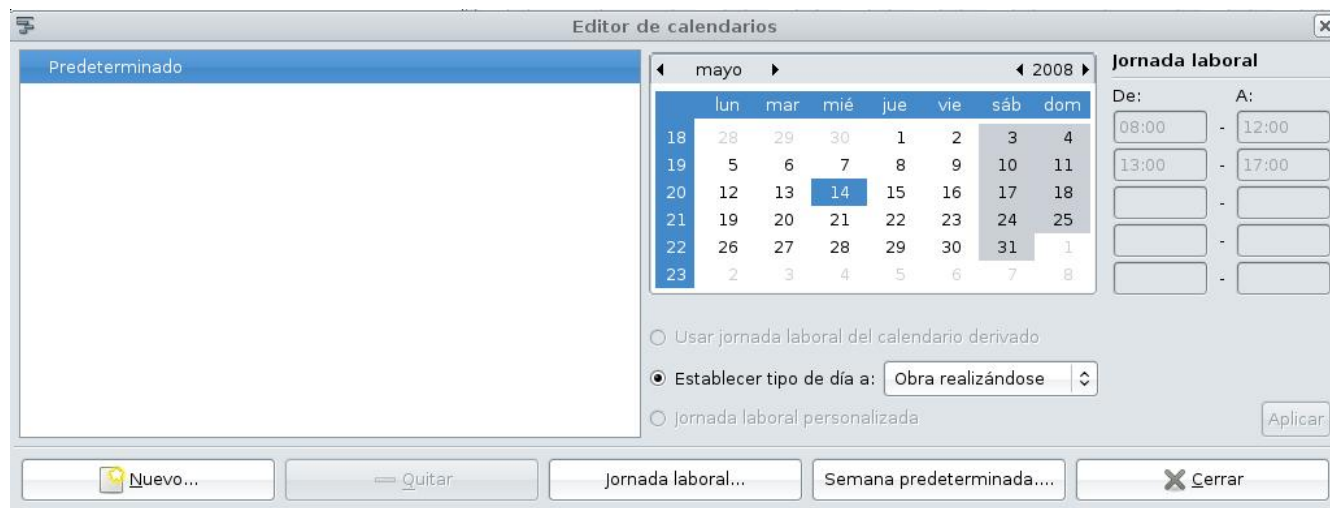 Editor de calendarios
Predeterminado
mayo 2008
lun mar mié jue vie sáb dom
18 28 29 30 1 2 3 4
19 5 6 7 8 9 10 11
20 12 13 14 15 16 17 18
21 19 20 21 22 23 24 25
22 26 27 28 29 30 31 1
23 2 3 4 5 6 7 8
Jornada laboral
De: A:
08:00 - 12:00
13:00 - 17:00
-
-
-
Usar jornada laboral del calendario derivado
Establecer tipo de día a: Obra realizándose
Jornada laboral personalizada
Aplicar
Nuevo... Quitar Jornada laboral... Semana predeterminada.... Cerrar